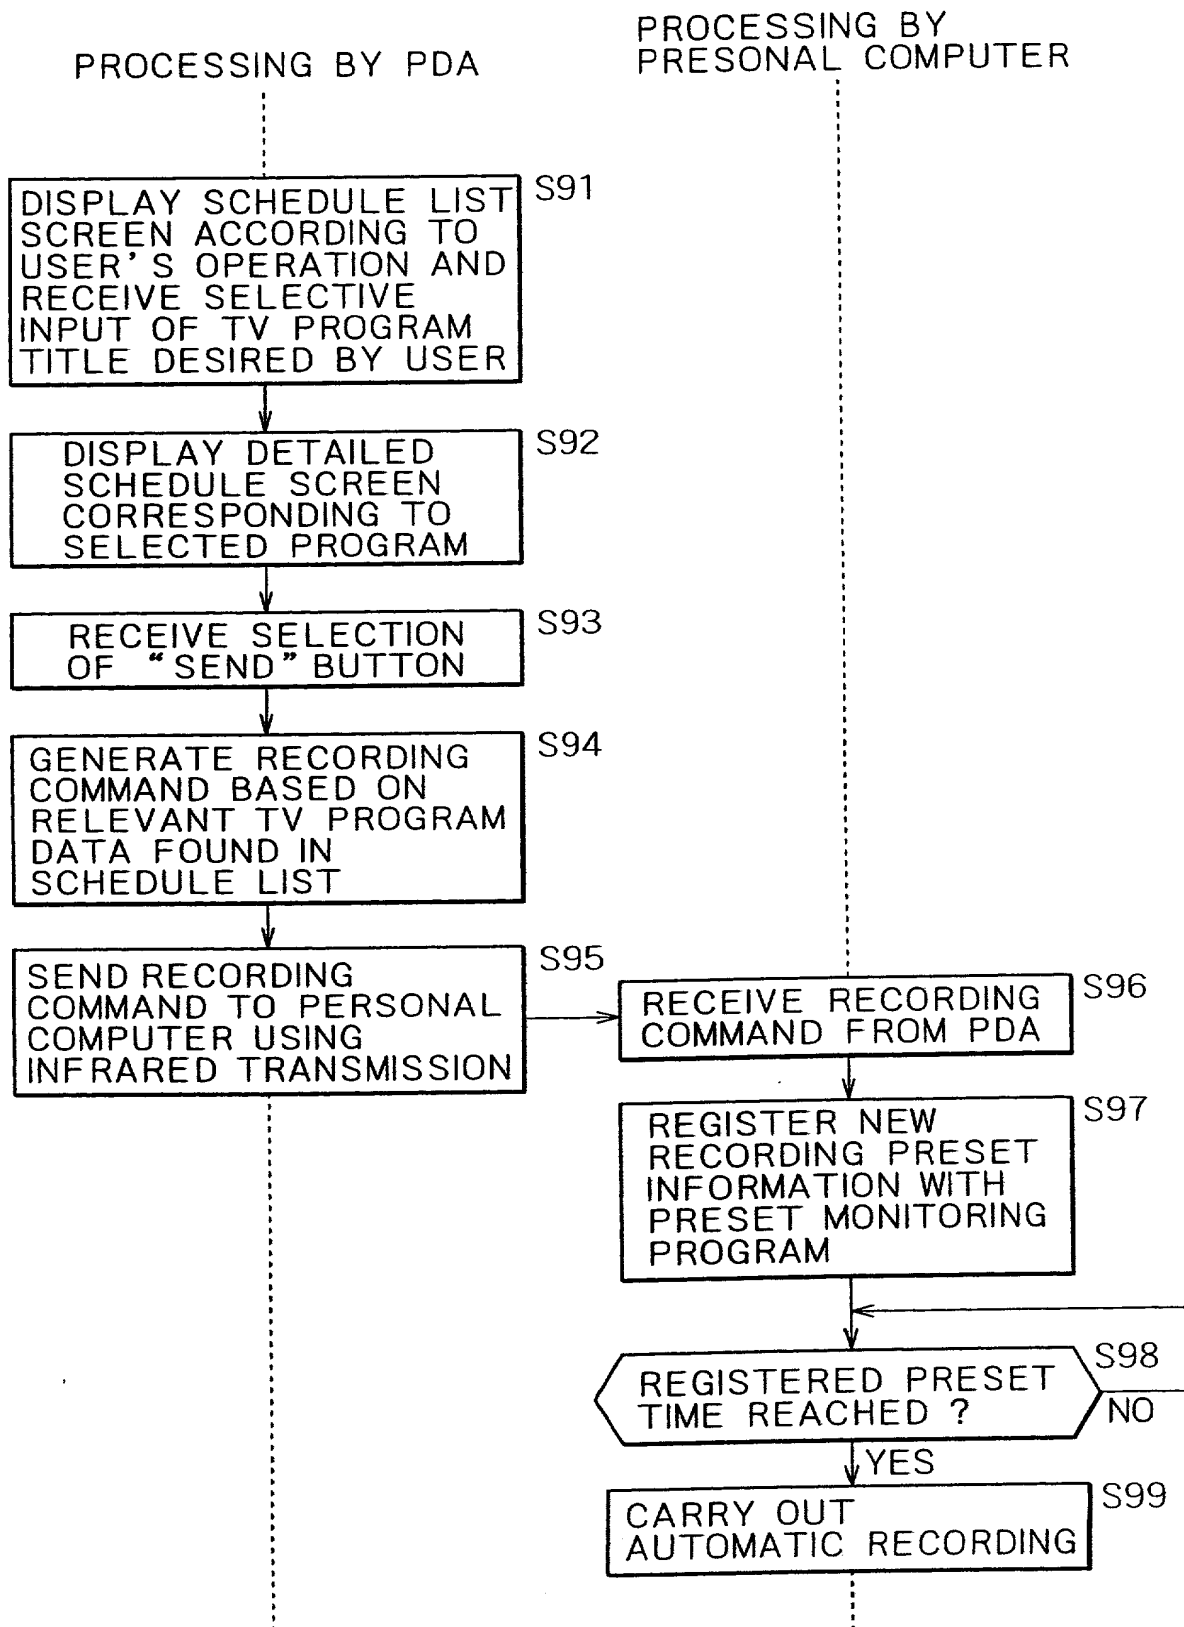 PROCESSING BY PDA
PROCESSING BY
PRESONAL COMPUTER
S91
DISPLAY SCHEDULE LIST
SCREEN ACCORDING TO
USER'S OPERATION AND
RECEIVE SELECTIVE
INPUT OF TV PROGRAM
TITLE DESIRED BY USER
S92
DISPLAY DETAILED
SCHEDULE SCREEN
CORRESPONDING TO
SELECTED PROGRAM
S93
RECEIVE SELECTION
OF “SEND” BUTTON
S94
GENERATE RECORDING
COMMAND BASED ON
RELEVANT TV PROGRAM
DATA FOUND IN
SCHEDULE LIST
S95
SEND RECORDING
COMMAND TO PERSONAL
COMPUTER USING
INFRARED TRANSMISSION
S96
RECEIVE RECORDING
COMMAND FROM PDA
S97
REGISTER NEW
RECORDING PRESET
INFORMATION WITH
PRESET MONITORING
PROGRAM
S98
REGISTERED PRESET
TIME REACHED ?
NO
YES
S99
CARRY OUT
AUTOMATIC RECORDING